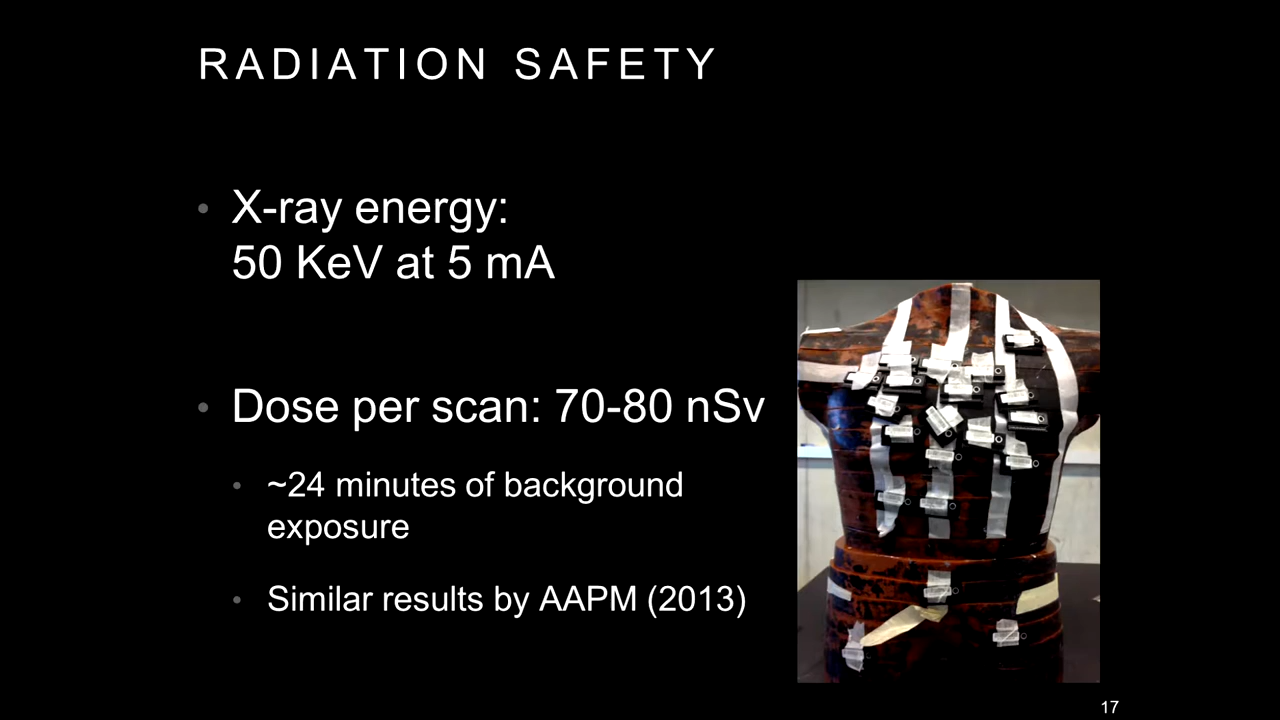 RADIATION SAFETY
• X-ray energy:
50 KeV at 5 mA
• Dose per scan: 70-80 nSv
• ~24 minutes of background
exposure
• Similar results by AAPM (2013)
17